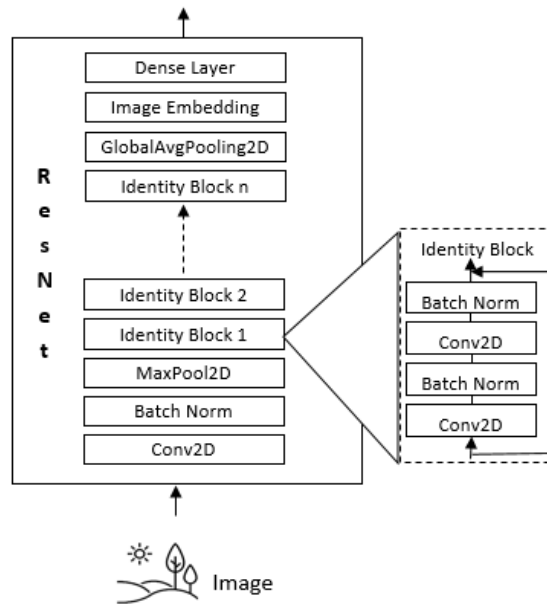 Dense Layer
Image Embedding
GlobalAvgPooling2D
Identity Block n
ResNet
Identity Block 2
Identity Block 1
MaxPool2D
Batch Norm
Conv2D
Identity Block
Batch Norm
Conv2D
Batch Norm
Conv2D
Image